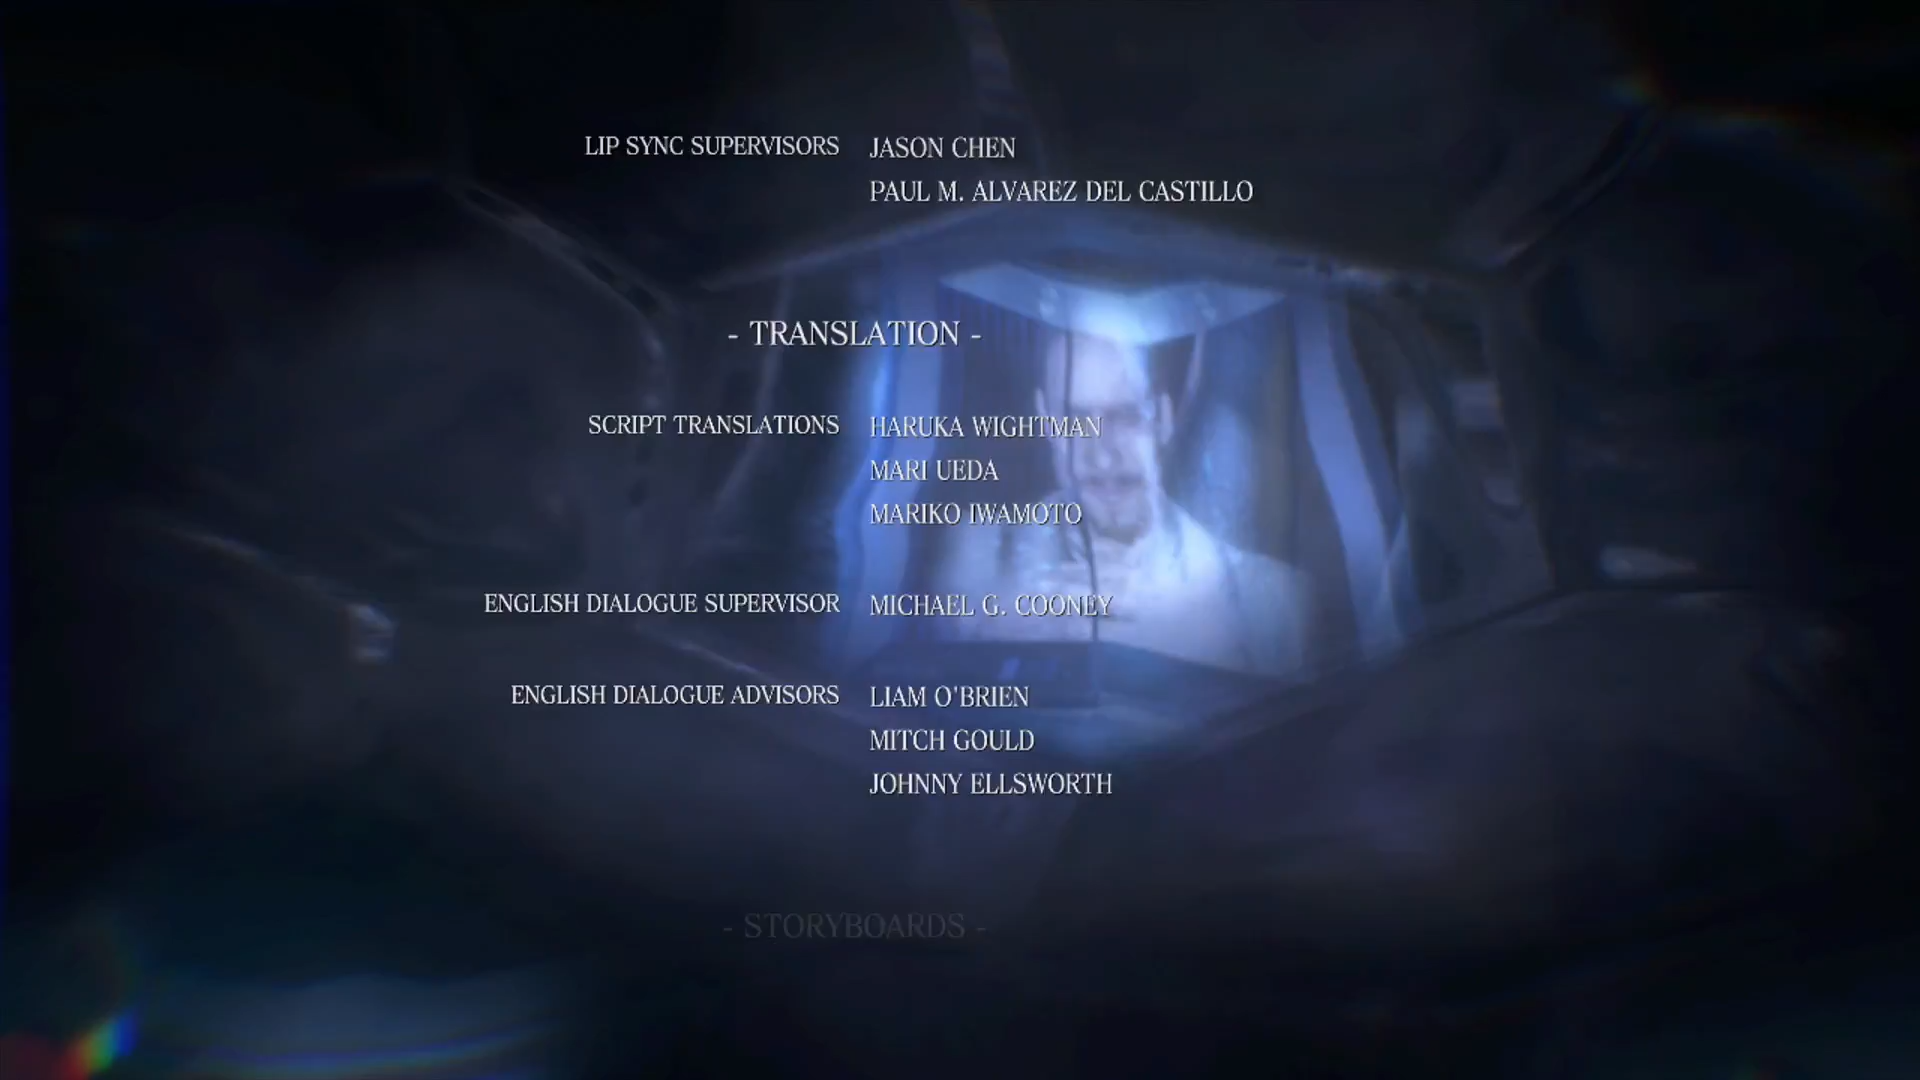 LIP SYNC SUPERVISORS JASON CHEN
PAUL M. ALVAREZ DEL CASTILLO
- TRANSLATION -
SCRIPT TRANSLATIONS HARUKA WIGHTMAN
MARI UEDA
MARIKO IWAMOTO
ENGLISH DIALOGUE SUPERVISOR MICHAEL G. COONEY
ENGLISH DIALOGUE ADVISORS LIAM O'BRIEN
MITCH GOULD
JOHNNY ELLSWORTH
- STORYBOARDS -